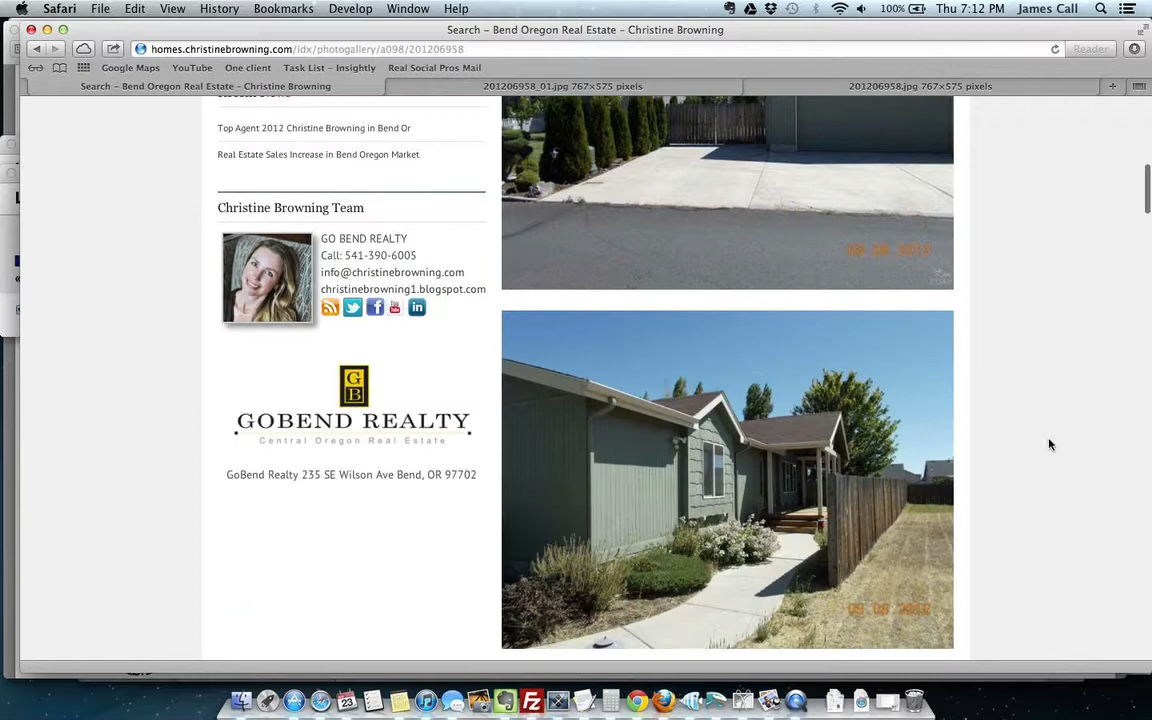 Safari File Edit View History Bookmarks Develop Window Help 100% Thu 7:12 PM James Call
Search – Bend Oregon Real Estate – Christine Browning
homes.christinebrowning.com/idx/photogallery/a098/201206958 Reader
Google Maps YouTube One client Task List – Insightly Real Social Pros Mail
Search – Bend Oregon Real Estate – Christine Browning 201206958_01.jpg 767×575 pixels 201206958.jpg 767×575 pixels
Top Agent 2012 Christine Browning in Bend Or
Real Estate Sales Increase in Bend Oregon Market
Christine Browning Team
GO BEND REALTY
Call: 541-390-6005
info@christinebrowning.com
christinebrowning1.blogspot.com
You
Tube
in
G
B
GOBEND REALTY
Central Oregon Real Estate
GoBend Realty 235 SE Wilson Ave Bend, OR 97702
23